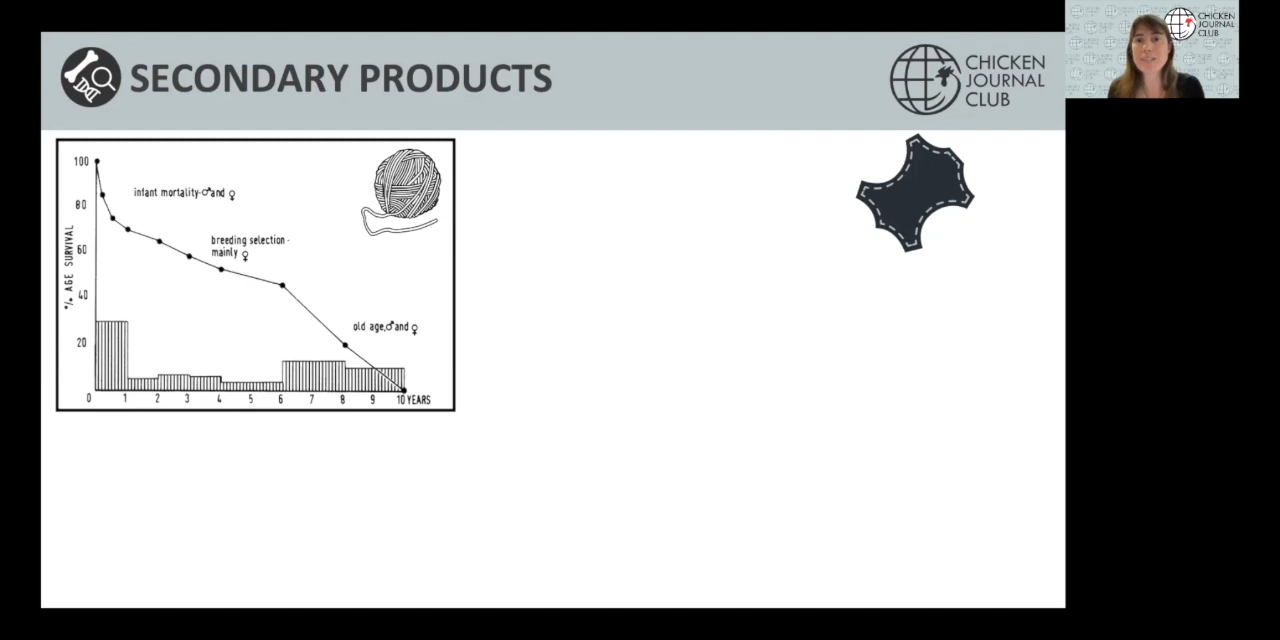 SECONDARY PRODUCTS
CHICKEN
JOURNAL
CLUB
CHICKEN
JOURNAL
CLUB
100
80
60
40
20
% AGE SURVIVAL
infant mortality-♂and ♀
breeding selection -
mainly ♀
old age,♂and ♀
0 1 2 3 4 5 6 7 8 9 10 YEARS